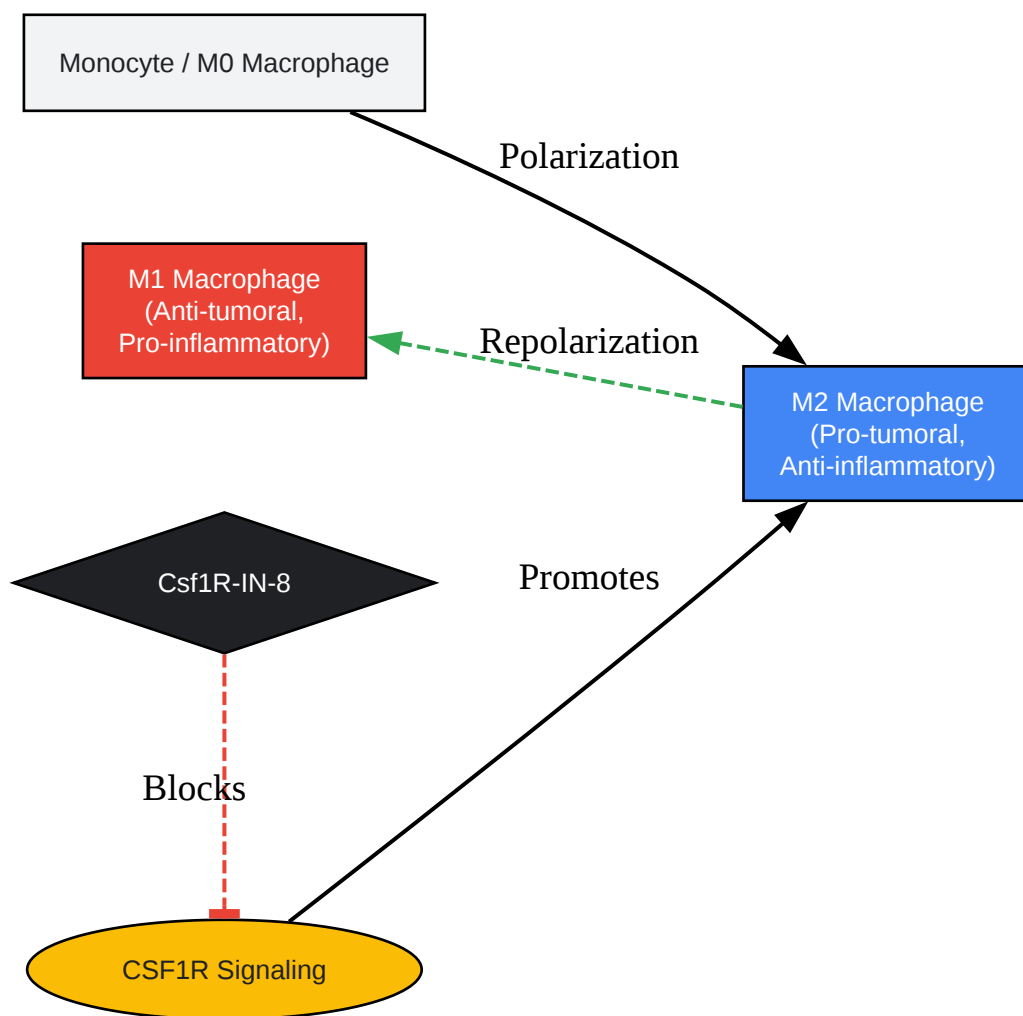 Monocyte / M0 Macrophage
Polarization
M1 Macrophage
(Anti-tumoral,
Pro-inflammatory)
Repolarization
M2 Macrophage
(Pro-tumoral,
Anti-inflammatory)
Csf1R-IN-8
Promotes
Blocks
CSF1R Signaling